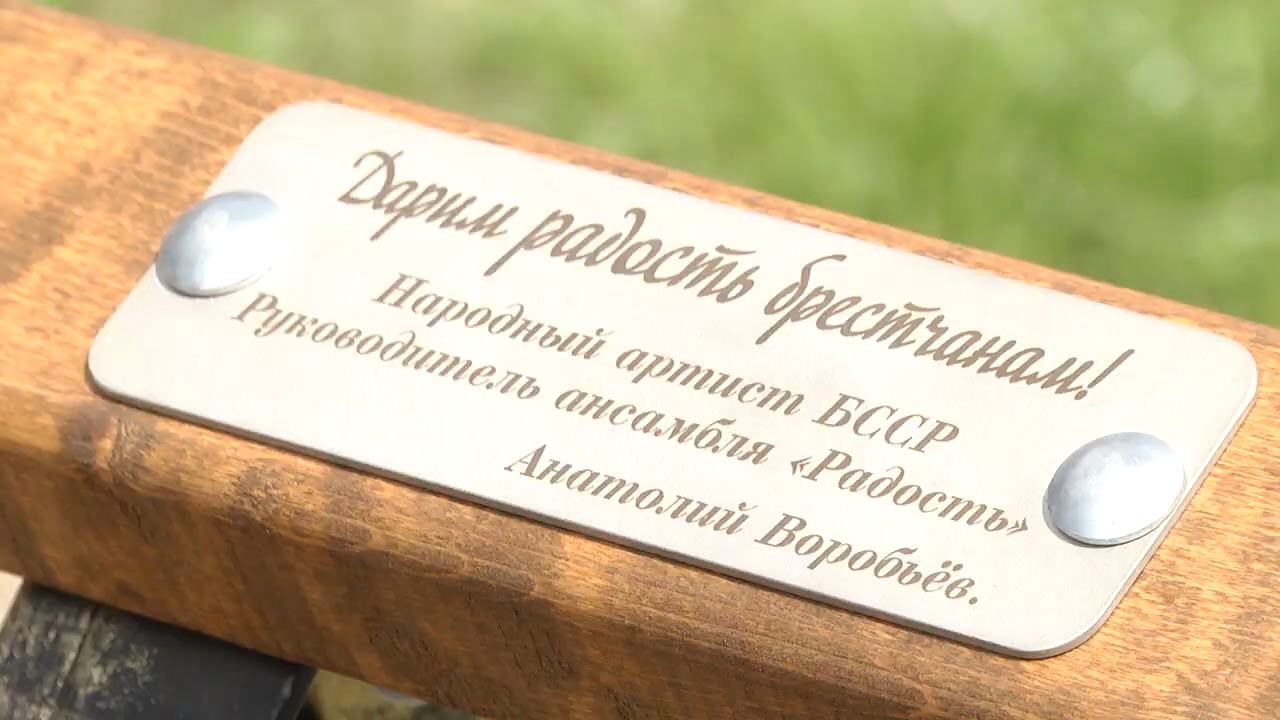 Дарим радость брестчанам!
Народный артист БССР
Руководитель ансамбля «Радость»
Анатолий Воробьёв.